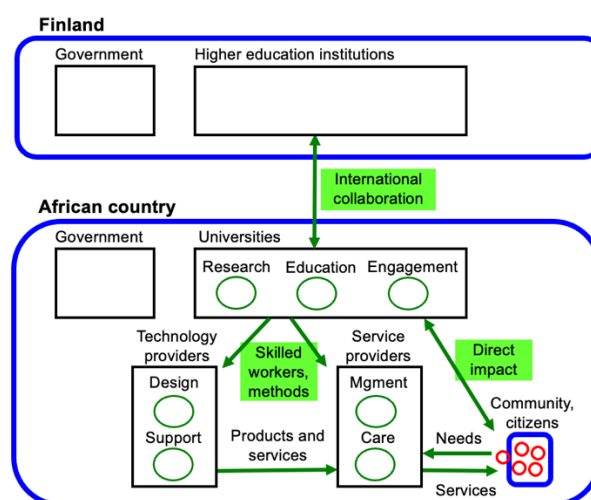 Finland
Government
Higher education institutions
International
collaboration
African country
Government
Universities
Research
Education
Engagement
Technology
providers
Skilled
workers,
methods
Service
providers
Direct
impact
Design
Mgment
Community,
citizens
Support
Products and
services
Care
Needs
Services